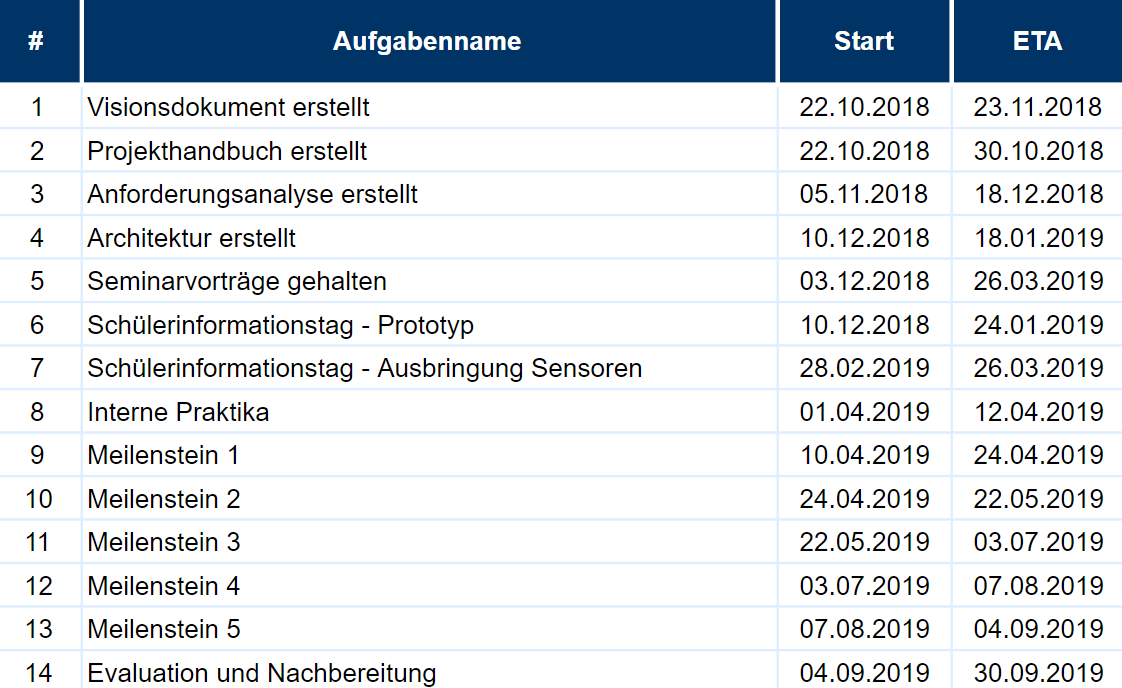 # Aufgabenname Start ETA
1 Visionsdokument erstellt 22.10.2018 23.11.2018
2 Projekthandbuch erstellt 22.10.2018 30.10.2018
3 Anforderungsanalyse erstellt 05.11.2018 18.12.2018
4 Architektur erstellt 10.12.2018 18.01.2019
5 Seminarvorträge gehalten 03.12.2018 26.03.2019
6 Schülerinformationstag - Prototyp 10.12.2018 24.01.2019
7 Schülerinformationstag - Ausbringung Sensoren 28.02.2019 26.03.2019
8 Interne Praktika 01.04.2019 12.04.2019
9 Meilenstein 1 10.04.2019 24.04.2019
10 Meilenstein 2 24.04.2019 22.05.2019
11 Meilenstein 3 22.05.2019 03.07.2019
12 Meilenstein 4 03.07.2019 07.08.2019
13 Meilenstein 5 07.08.2019 04.09.2019
14 Evaluation und Nachbereitung 04.09.2019 30.09.2019